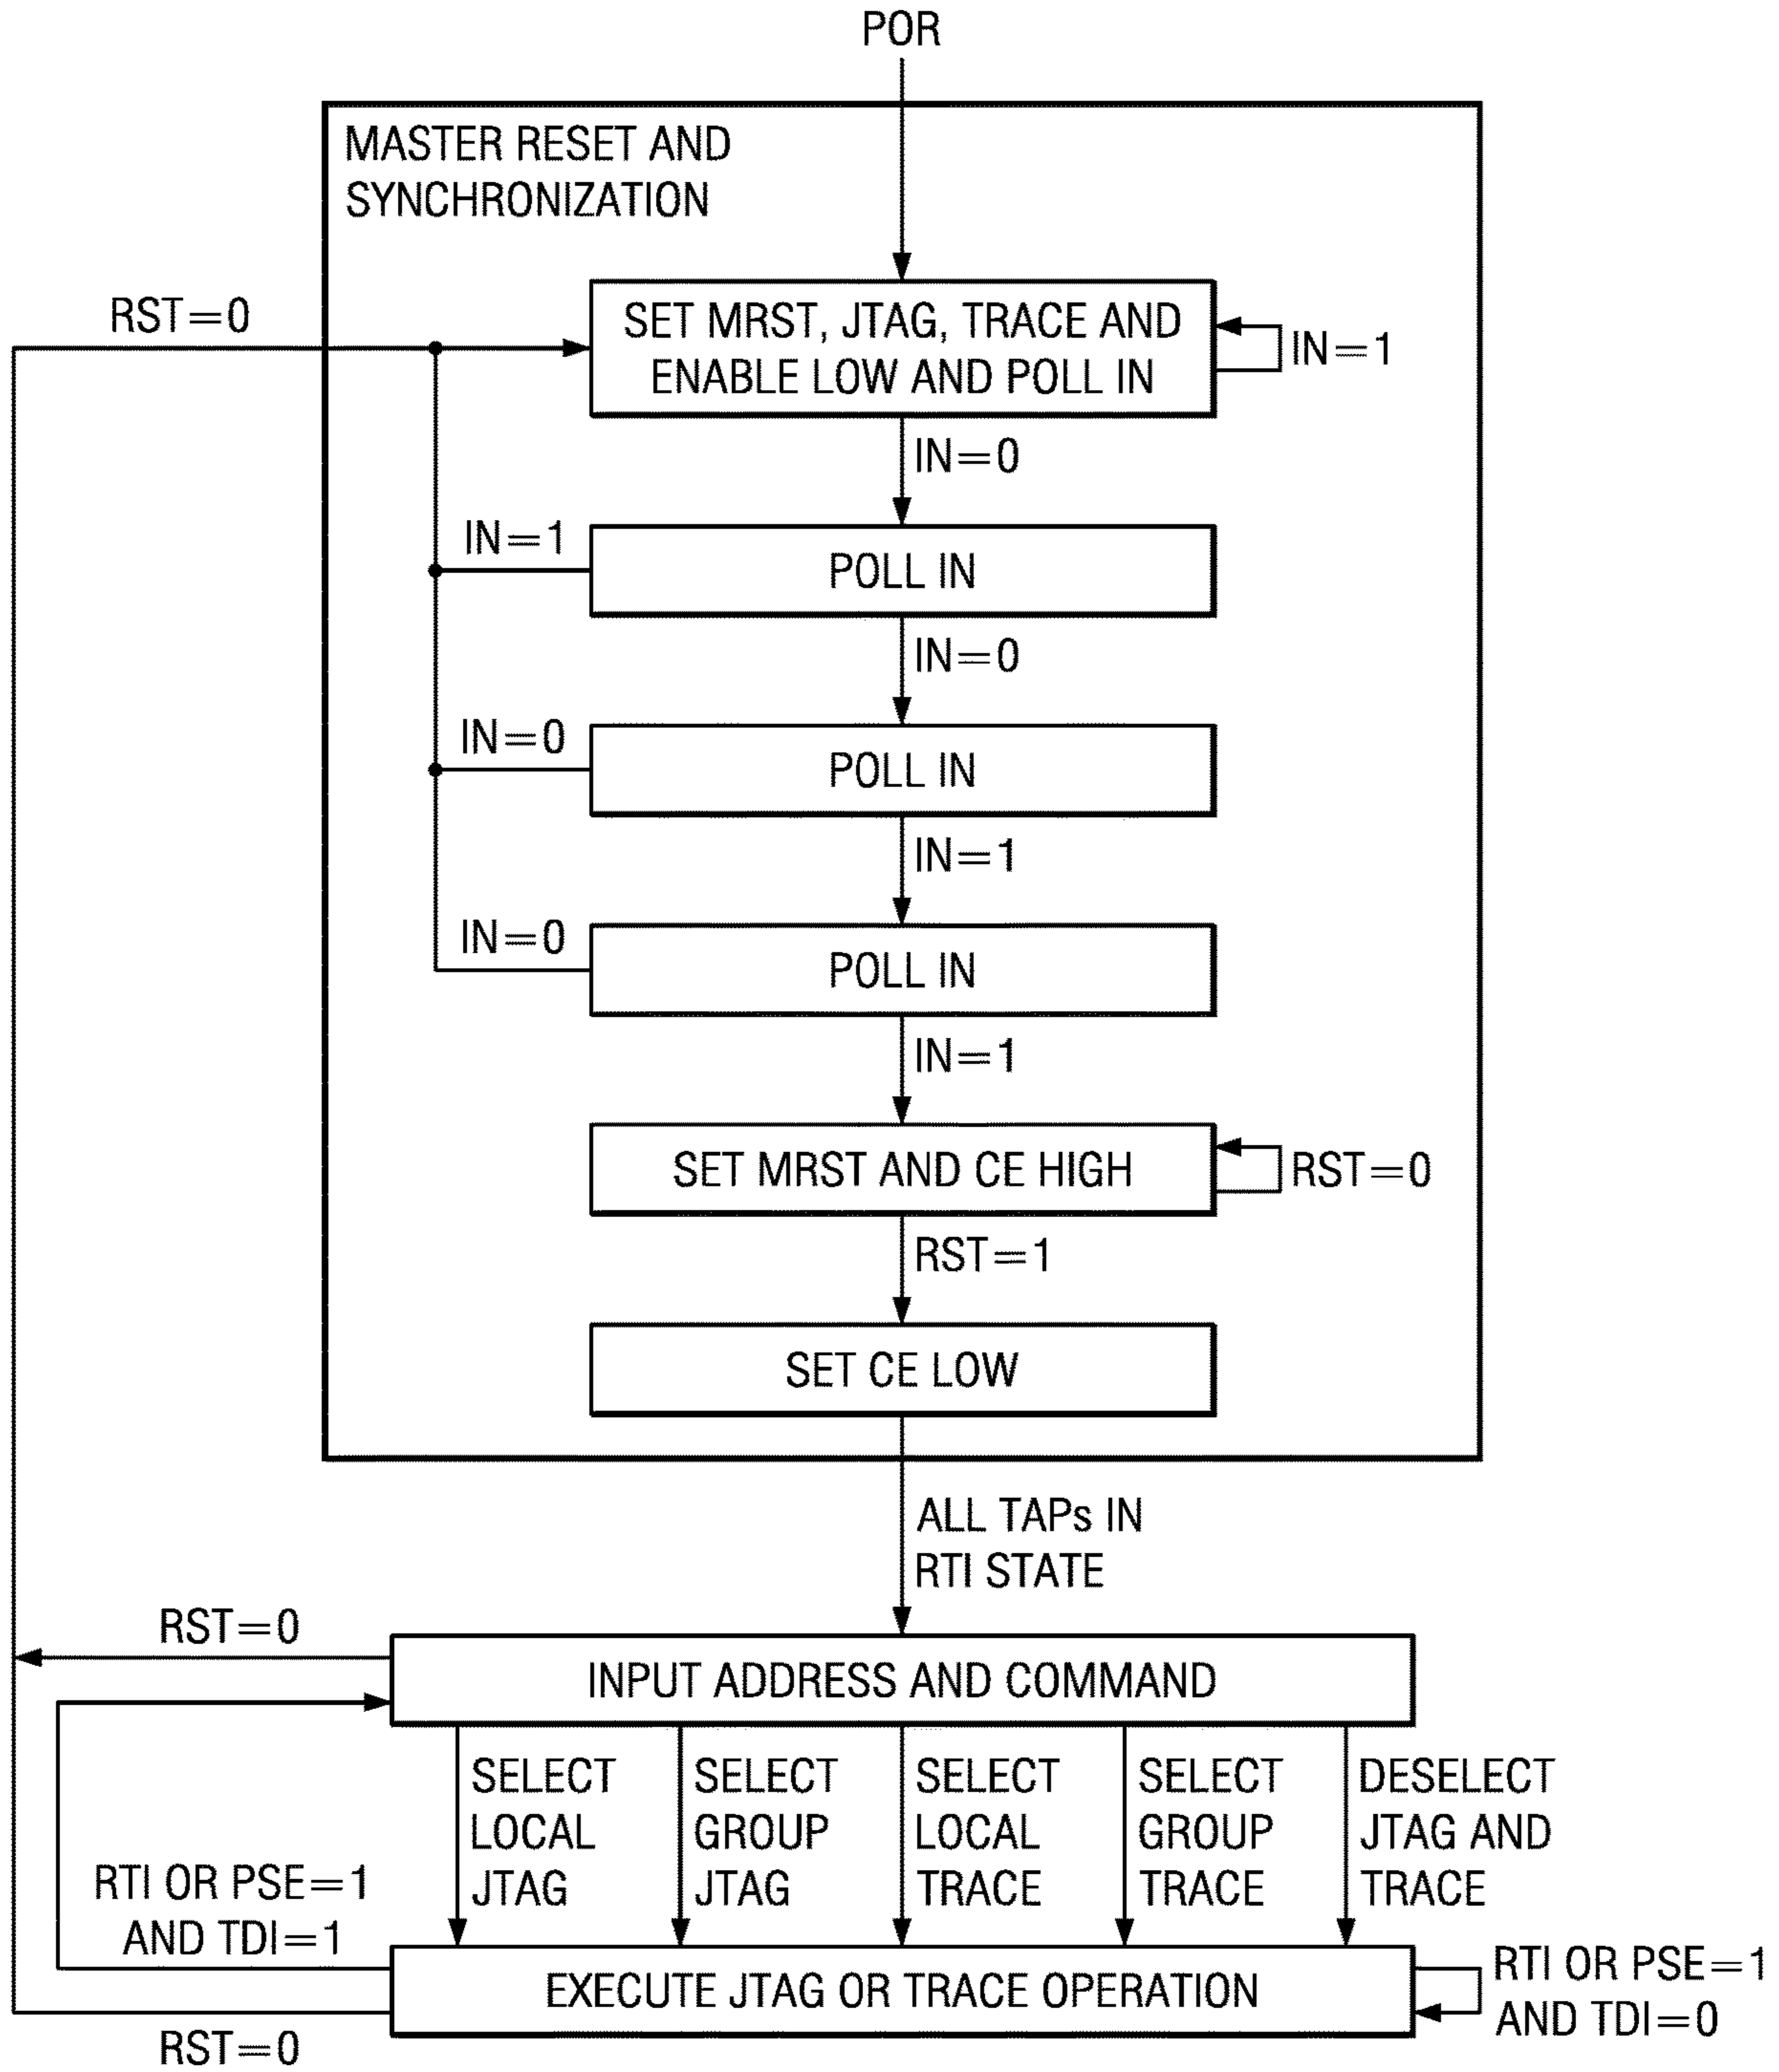 POR
MASTER RESET AND
SYNCHRONIZATION
RST=0
SET MRST, JTAG, TRACE AND
ENABLE LOW AND POLL IN
IN=1
IN=0
IN=1
POLL IN
IN=0
IN=0
POLL IN
IN=1
IN=0
POLL IN
IN=1
SET MRST AND CE HIGH
RST=0
RST=1
SET CE LOW
ALL TAPs IN
RTI STATE
RST=0
INPUT ADDRESS AND COMMAND
SELECT
LOCAL
JTAG
SELECT
GROUP
JTAG
SELECT
LOCAL
TRACE
SELECT
GROUP
TRACE
DESELECT
JTAG AND
TRACE
RTI OR PSE=1
AND TDI=1
EXECUTE JTAG OR TRACE OPERATION
RTI OR PSE=1
AND TDI=0
RST=0